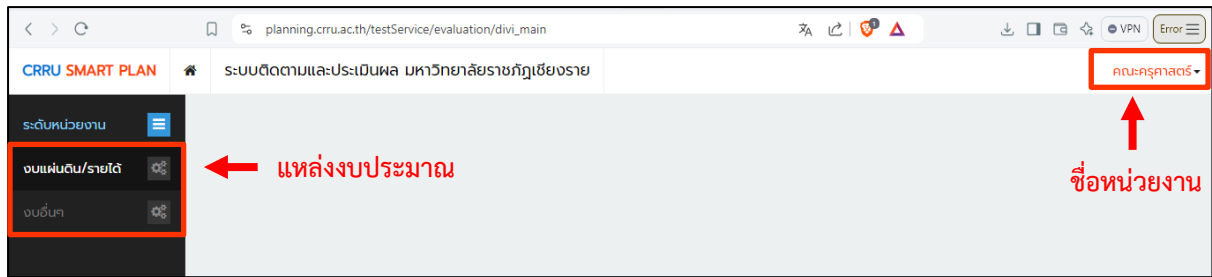 planning.crru.ac.th/testService/evaluation/divi_main
VPN
Error
CRRU SMART PLAN
ระบบติดตามและประเมินผล มหาวิทยาลัยราชภัฏเชียงราย
คณะครุศาสตร์
ระดับหน่วยงาน
งบแผ่นดิน/รายได้
แหล่งงบประมาณ
ชื่อหน่วยงาน
งบอื่นๆ